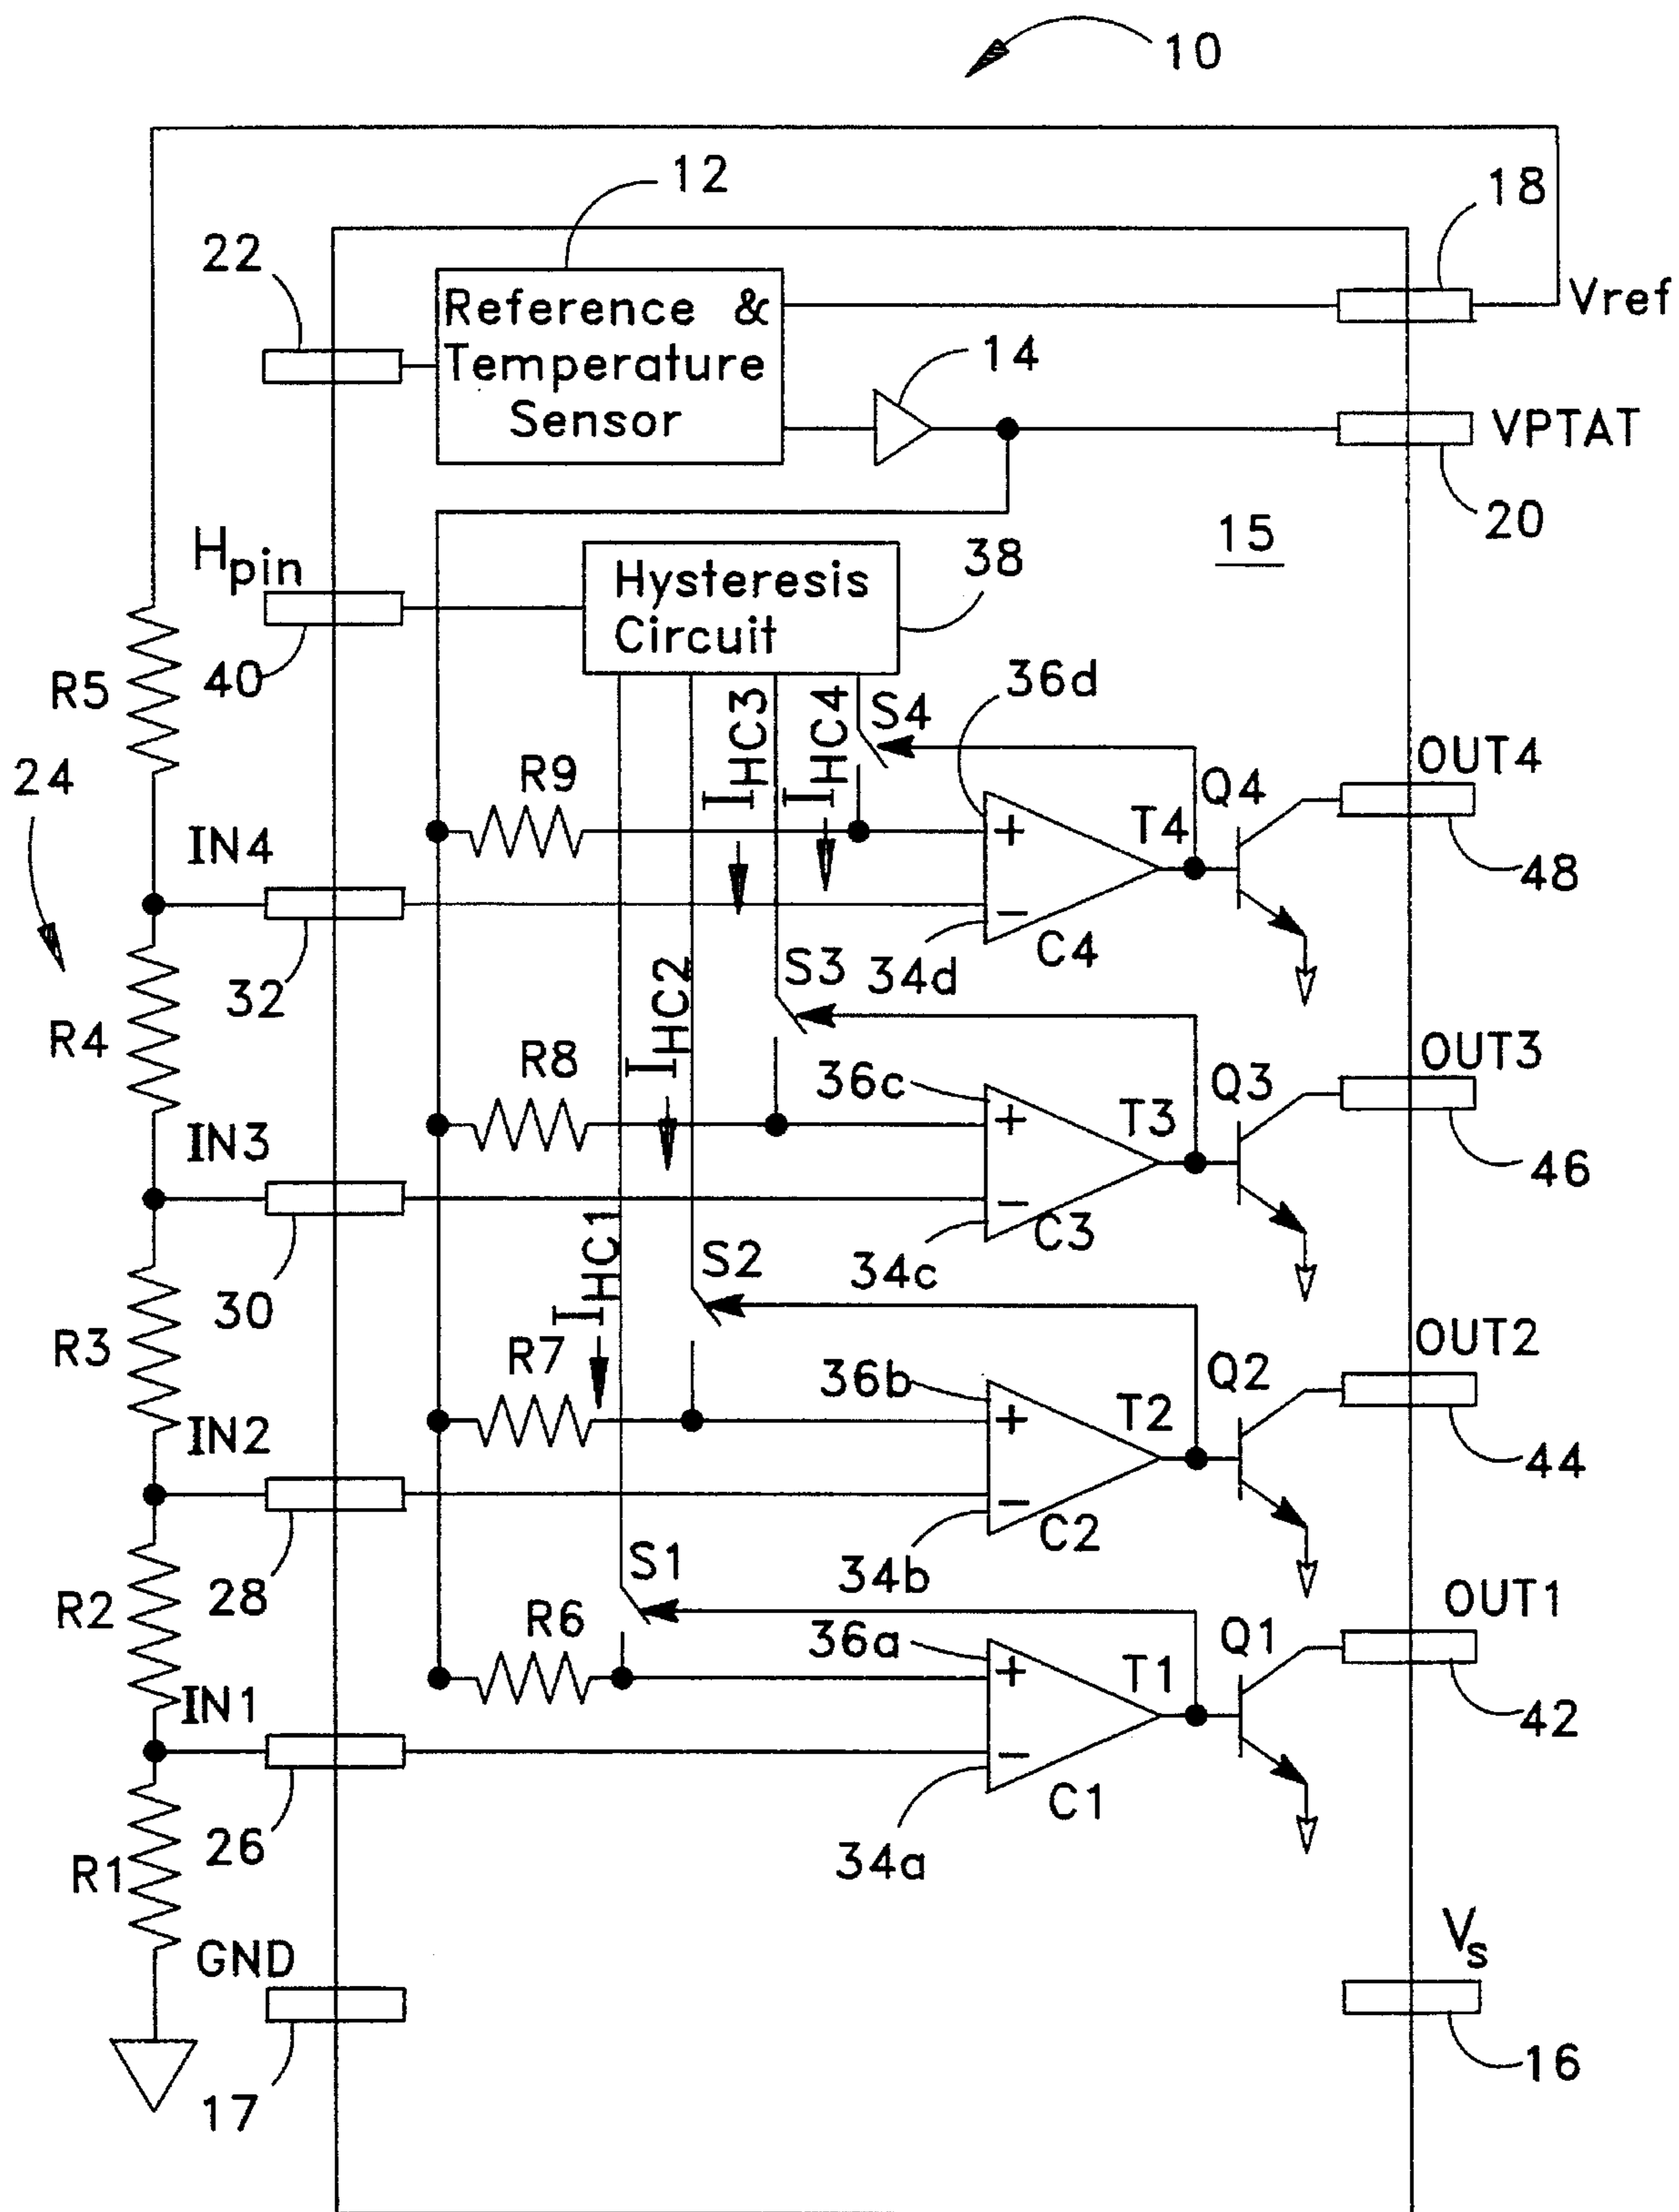 10
12
18
22
Reference &
Temperature
Sensor
Vref
14
VPTAT
20
15
Hpin
Hysteresis
Circuit
38
40
R5
IHC3
IHC4
S4
36d
OUT4
24
R9
T4
Q4
IN4
48
32
34d
C4
S3
IHC2
R4
OUT3
R8
36c
T3
Q3
IN3
46
30
34c
C3
IHC1
S2
R3
OUT2
R7
36b
T2
Q2
IN2
44
28
34b
C2
S1
R2
OUT1
R6
36a
T1
Q1
IN1
42
26
34a
C1
R1
GND
Vs
17
16